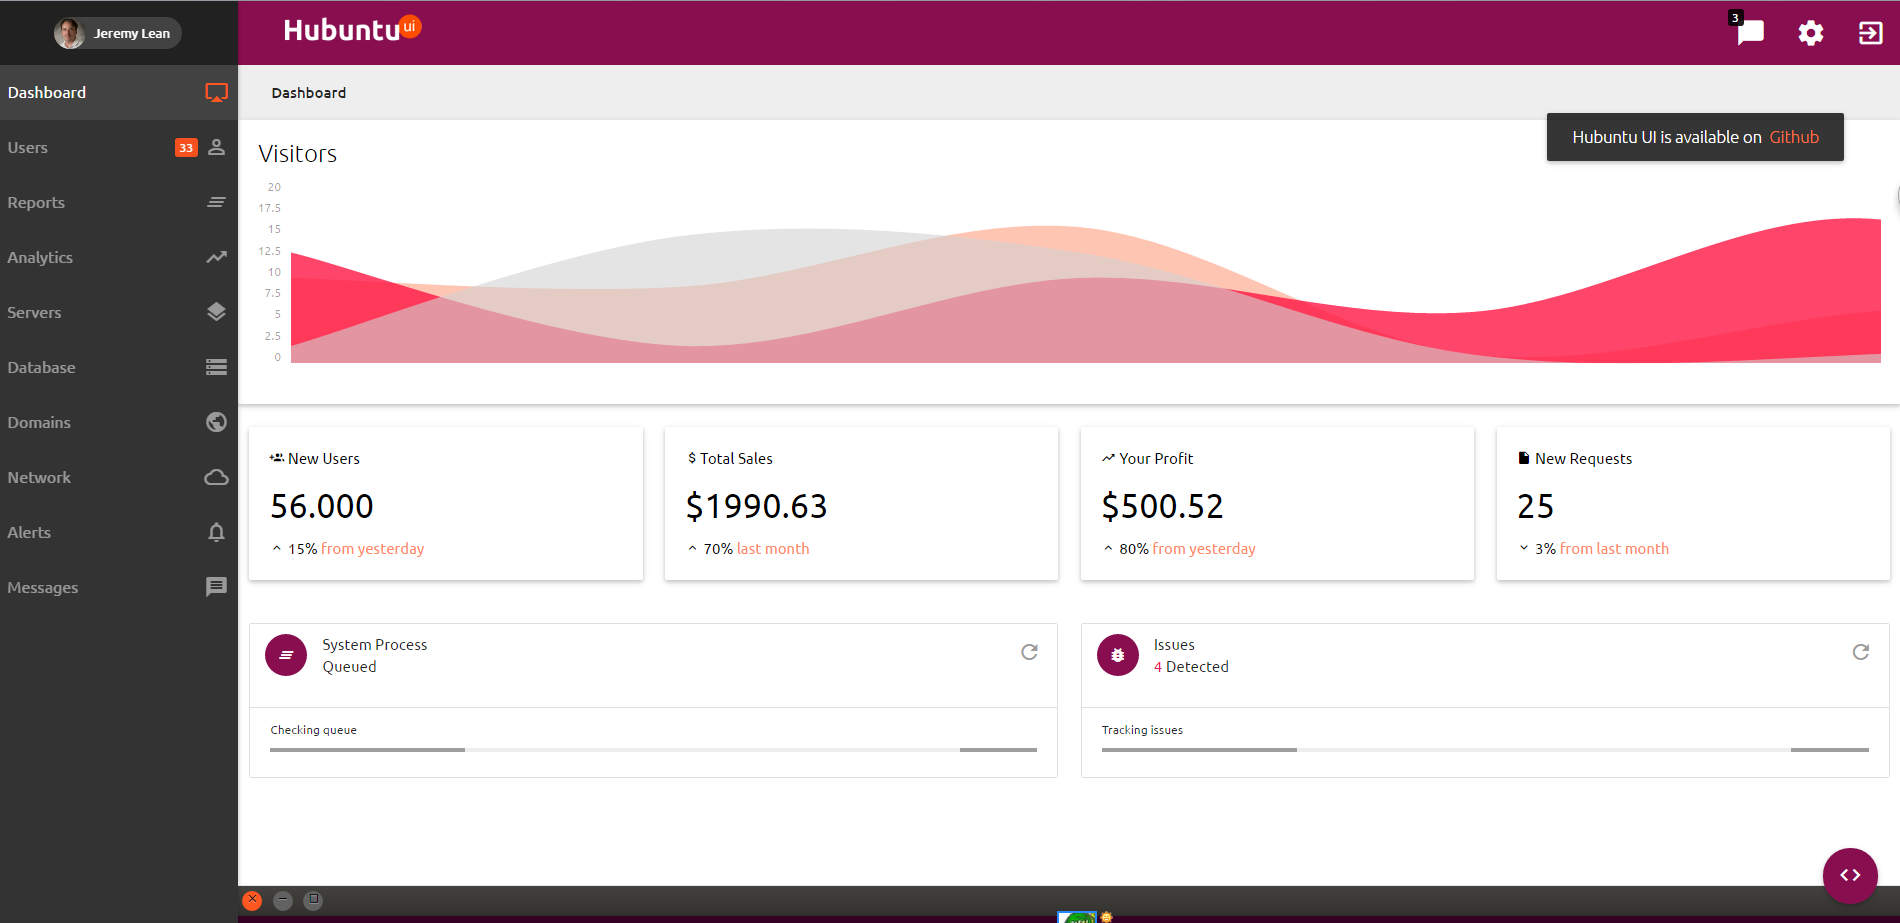 Jeremy Lean
Hubuntu ui
3
Dashboard
Users 33
Reports
Analytics
Servers
Database
Domains
Network
Alerts
Messages
Dashboard
Hubuntu UI is available on Github
Visitors
20
17.5
15
12.5
10
7.5
5
2.5
0
New Users
56.000
15% from yesterday
$ Total Sales
$1990.63
70% last month
Your Profit
$500.52
80% from yesterday
New Requests
25
3% from last month
System Process
Queued
Checking queue
Issues
4 Detected
Tracking issues